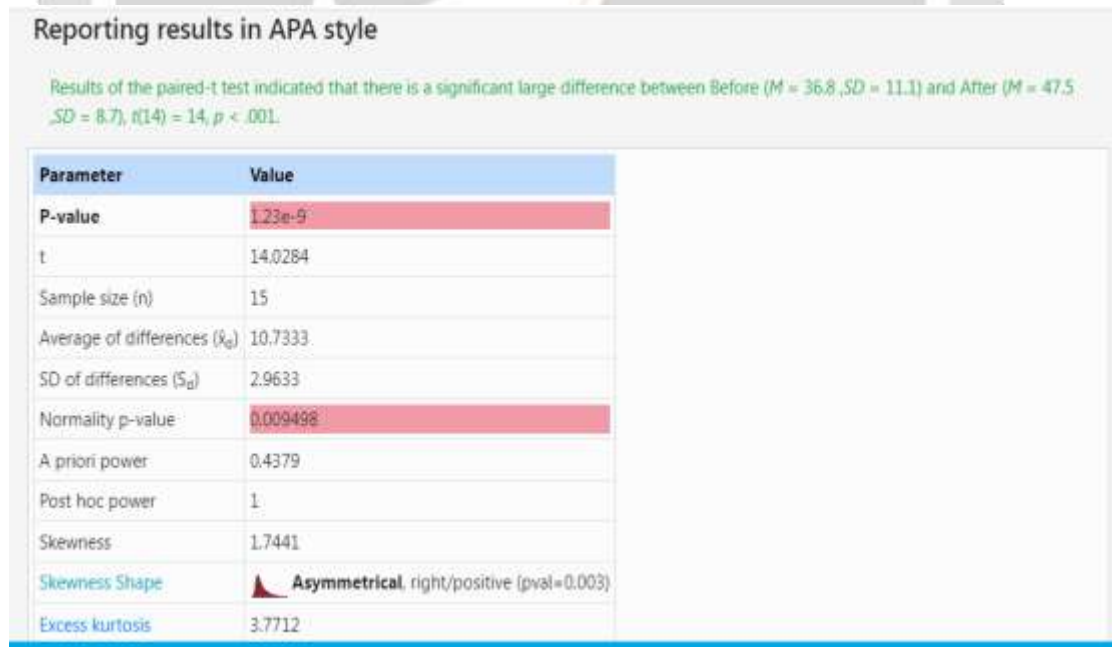 Reporting results in APA style
Results of the paired-t test indicated that there is a significant large difference between Before (M = 36.8 ,SD = 11.1) and After (M = 47.5
,SD = 8.7), t(14) = 14, p < .001.
Parameter Value
P-value 1.23e-9
t 14.0284
Sample size (n) 15
Average of differences (x̄d) 10.7333
SD of differences (Sd) 2.9633
Normality p-value 0.009498
A priori power 0.4379
Post hoc power 1
Skewness 1.7441
Skewness Shape Asymmetrical, right/positive (pval=0.003)
Excess kurtosis 3.7712